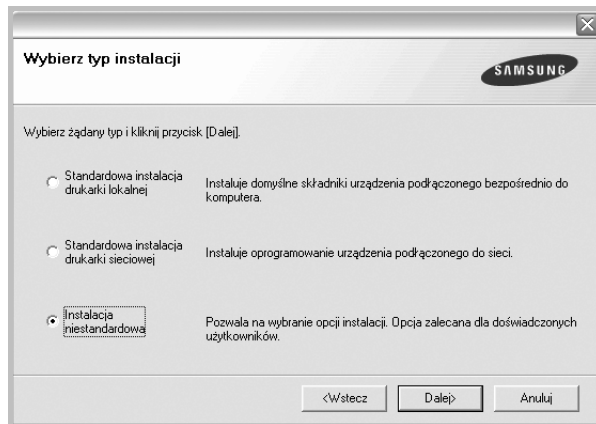 Wybierz typ instalacji
SAMSUNG
Wybierz żądany typ i kliknij przycisk [Dalej].
Standardowa instalacja
drukarki lokalnej
Instaluje domyślne składniki urządzenia podłączonego bezpośrednio do
komputera.
Standardowa instalacja
drukarki sieciowej
Instaluje oprogramowanie urządzenia podłączonego do sieci.
Instalacja
niestandardowa
Pozwala na wybranie opcji instalacji. Opcja zalecana dla doświadczonych
użytkowników.
<Wstecz
Dalej>
Anuluj